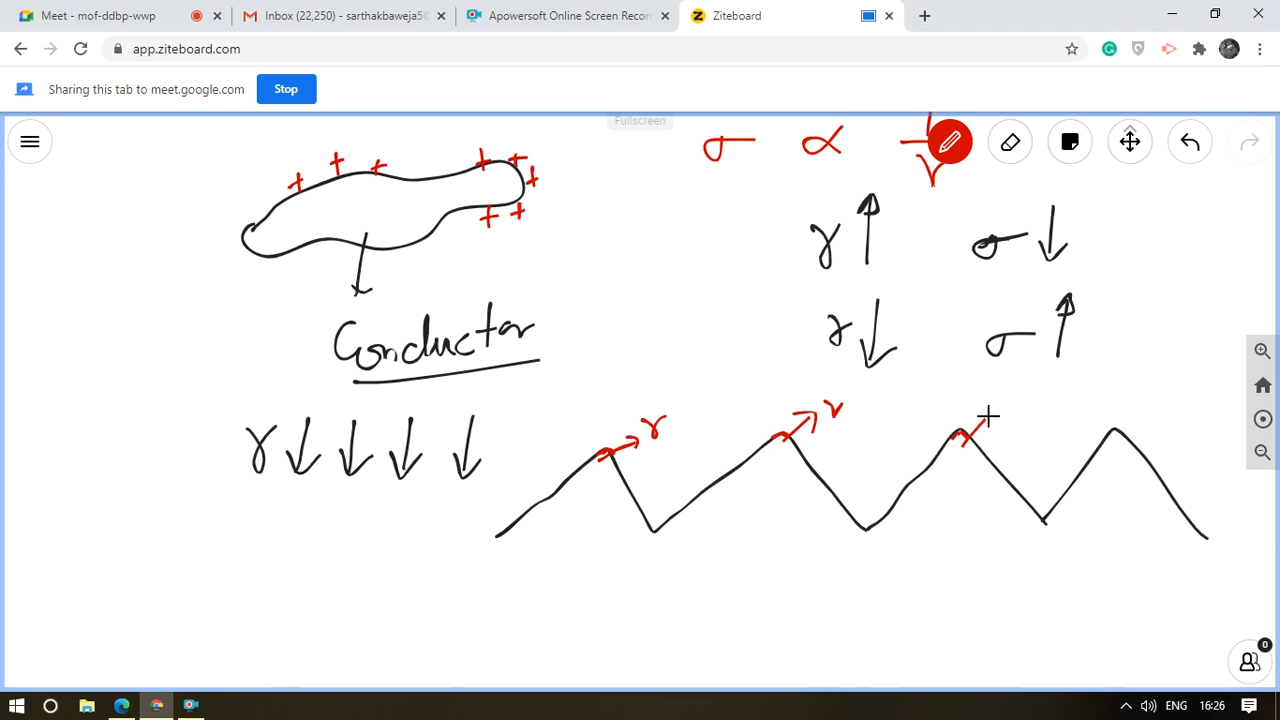 Meet - mof-ddbp-wwp
Inbox (22,250) - sarthakbaweja5
Apowersoft Online Screen Recor
Ziteboard
app.ziteboard.com
Sharing this tab to meet.google.com
Stop
Fullscreen
σ ∝ 1/r
+ + + + + + + +
r ↑ σ ↓
Conductor
r ↓ σ ↑
r ↓ ↓ ↓ ↓
r
r
0
ENG
16:26